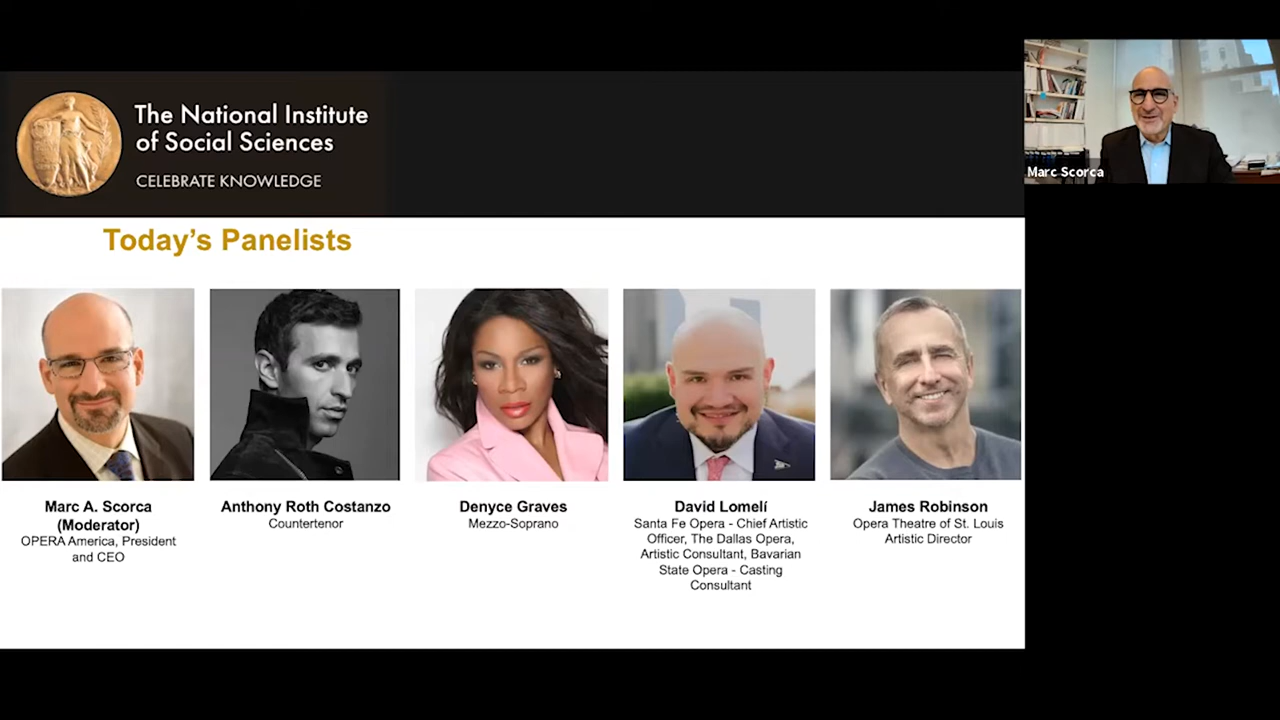 The National Institute
of Social Sciences
CELEBRATE KNOWLEDGE
Marc Scorca
Today's Panelists
Marc A. Scorca
(Moderator)
OPERA America, President
and CEO
Anthony Roth Costanzo
Countertenor
Denyce Graves
Mezzo-Soprano
David Lomelí
Santa Fe Opera - Chief Artistic
Officer, The Dallas Opera,
Artistic Consultant, Bavarian
State Opera - Casting
Consultant
James Robinson
Opera Theatre of St. Louis
Artistic Director